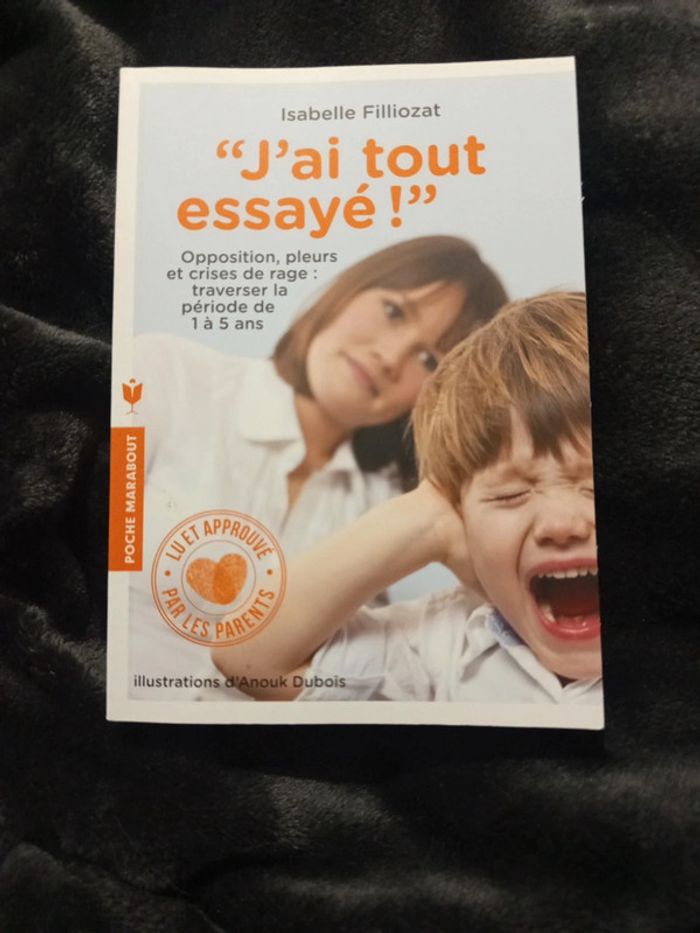 Isabelle Filliozat
“J’ai tout
essayé !”
Opposition, pleurs
et crises de rage :
traverser la
période de
1 à 5 ans
POCHE MARABOUT
LU ET APPROUVÉ
PAR LES PARENTS
illustrations d’Anouk Dubois